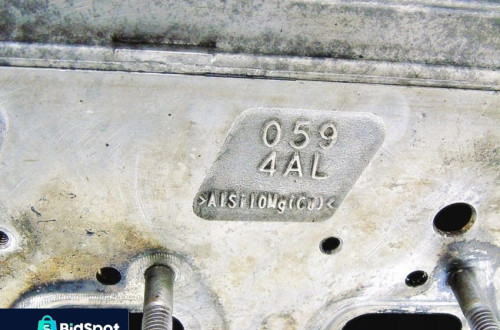 059
4AL
>AlSi10Mg(Cu)<
BidSpot